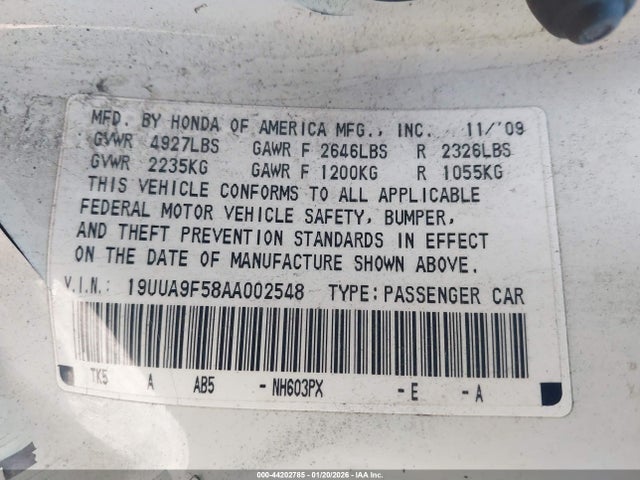 MFD. BY HONDA OF AMERICA MFG., INC. 11/'09
GVWR 4927LBS GAWR F 2646LBS R 2326LBS
GVWR 2235KG GAWR F 1200KG R 1055KG
THIS VEHICLE CONFORMS TO ALL APPLICABLE
FEDERAL MOTOR VEHICLE SAFETY, BUMPER,
AND THEFT PREVENTION STANDARDS IN EFFECT
ON THE DATE OF MANUFACTURE SHOWN ABOVE.
V.I.N.: 19UUA9F58AA002548 TYPE: PASSENGER CAR
TK5 A AB5 -NH603PX -E -A
000-44202785 - 01/20/2026 - IAAI.COM